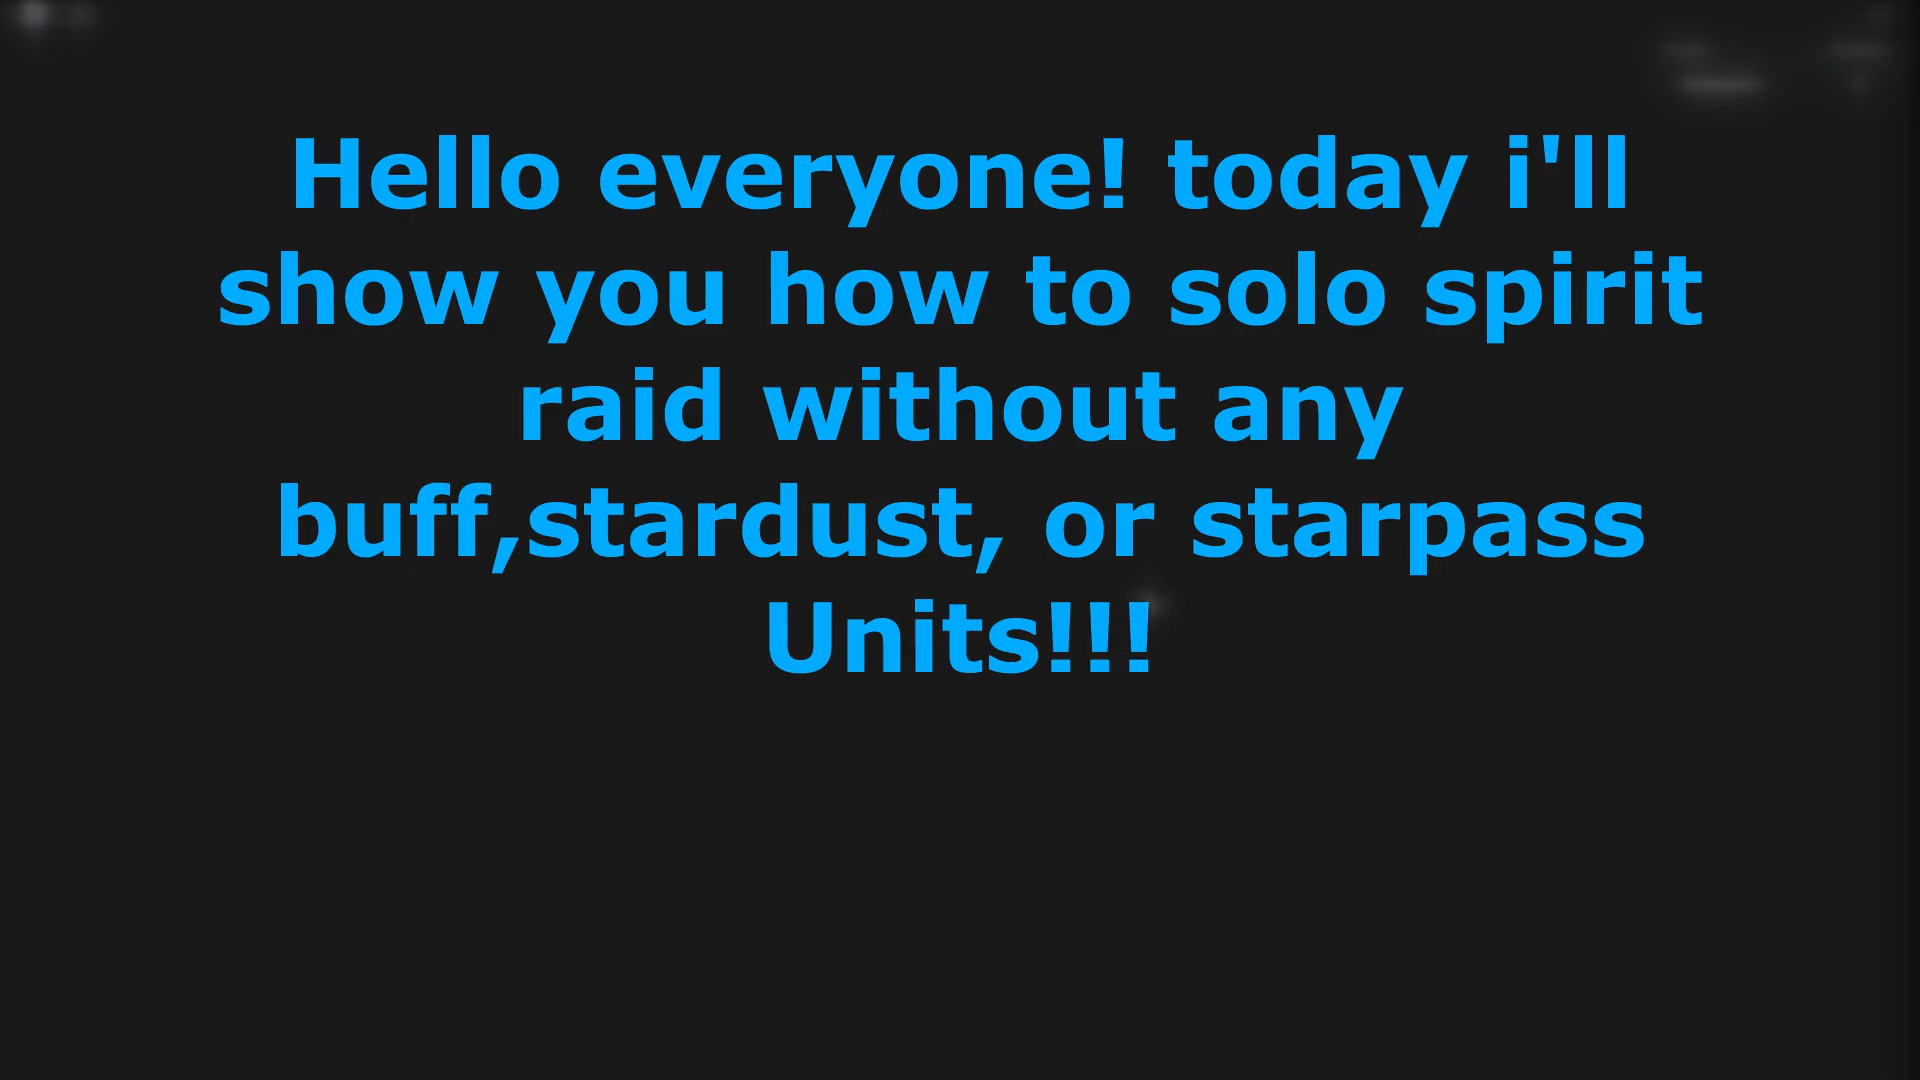 Hello everyone! today i'll
show you how to solo spirit
raid without any
buff,stardust, or starpass
Units!!!